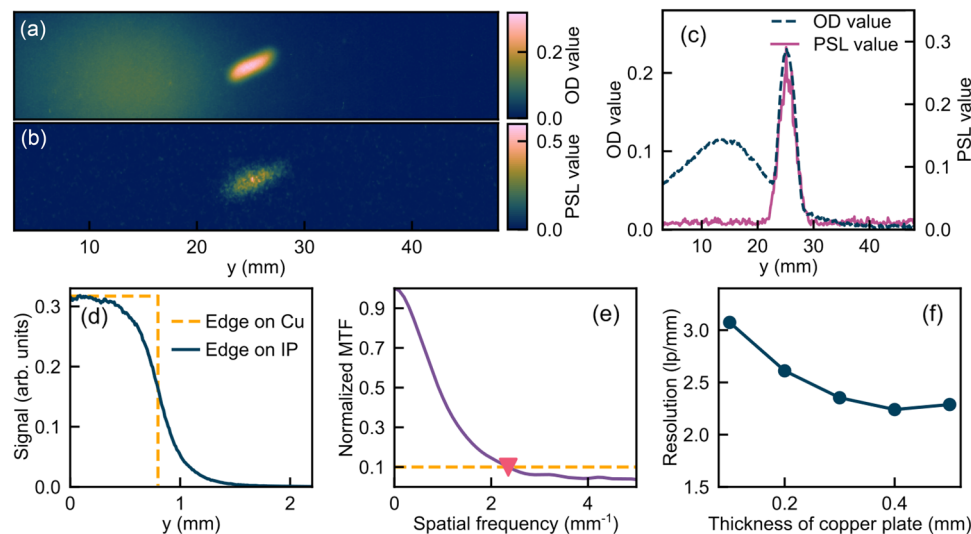 (a)
0.2
0.0
OD value
(b)
0.5
0.0
PSL value
10 20 30 40
y (mm)
(c)
OD value
PSL value
0.2
0.1
0.0
OD value
0.3
0.2
0.1
0.0
PSL value
10 20 30 40
y (mm)
(d)
Edge on Cu
Edge on IP
0.3
0.2
0.1
0.0
Signal (arb. units)
0 1 2
y (mm)
(e)
0.9
0.7
0.5
0.3
0.1
Normalized MTF
0 2 4
Spatial frequency (mm⁻¹)
(f)
3.0
2.5
2.0
1.5
Resolution (lp/mm)
0.2 0.4
Thickness of copper plate (mm)